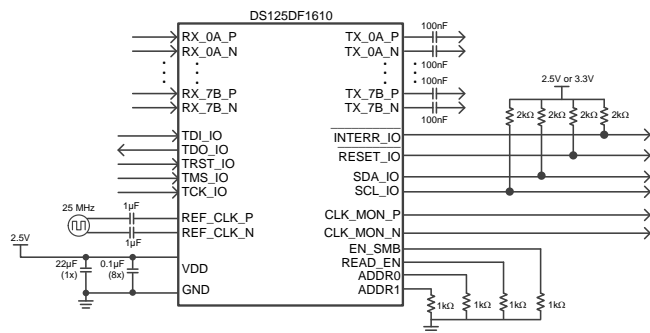 DS125DF1610
RX_0A_P
RX_0A_N
RX_7B_P
RX_7B_N
TDI_IO
TDO_IO
TRST_IO
TMS_IO
TCK_IO
25 MHz
1µF
1µF
REF_CLK_P
REF_CLK_N
2.5V
22µF
(1x)
0.1µF
(8x)
VDD
GND
TX_0A_P
TX_0A_N
TX_7B_P
TX_7B_N
100nF
100nF
100nF
100nF
2.5V or 3.3V
2kΩ
2kΩ
2kΩ
2kΩ
INTERR_IO
RESET_IO
SDA_IO
SCL_IO
CLK_MON_P
CLK_MON_N
EN_SMB
READ_EN
ADDR0
ADDR1
1kΩ
1kΩ
1kΩ
1kΩ